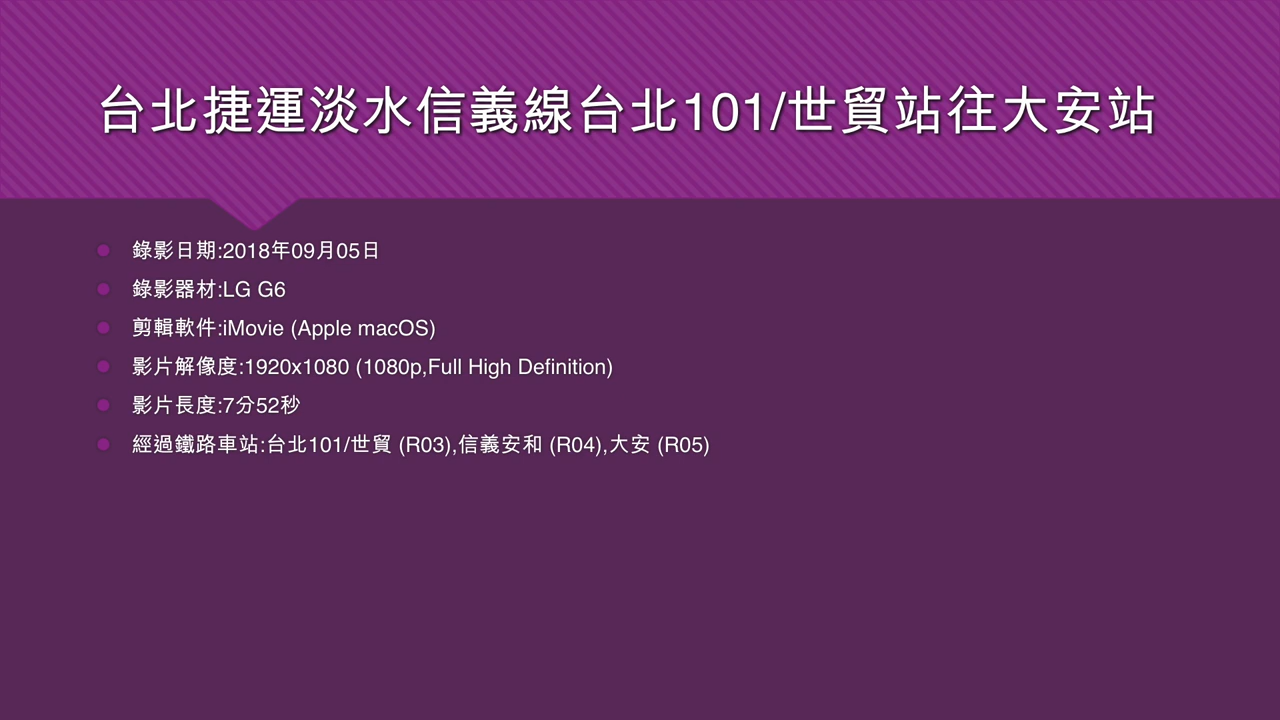 台北捷運淡水信義線台北101/世貿站往大安站
錄影日期:2018年09月05日
錄影器材:LG G6
剪輯軟件:iMovie (Apple macOS)
影片解像度:1920x1080 (1080p,Full High Definition)
影片長度:7分52秒
經過鐵路車站:台北101/世貿 (R03),信義安和 (R04),大安 (R05)